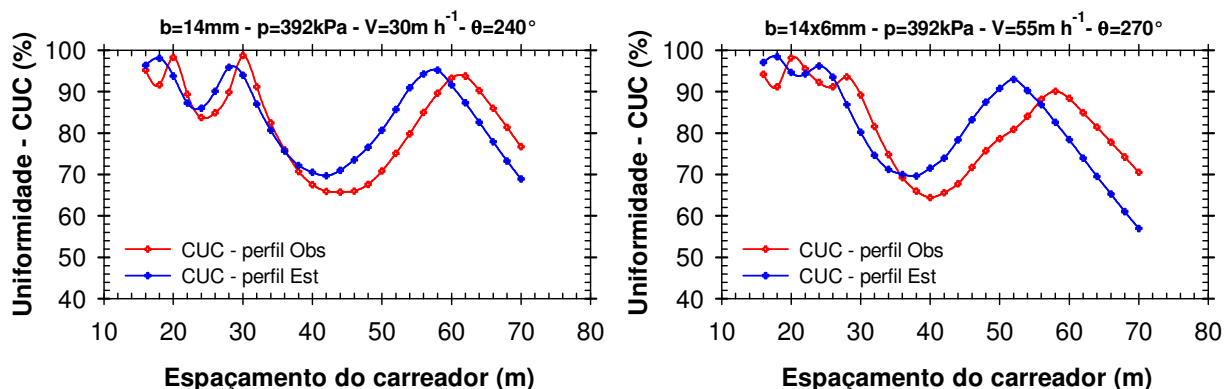 b=14mm - p=392kPa - V=30m h⁻¹- θ=240°
Uniformidade - CUC (%)
100
90
80
70
60
50
40
CUC - perfil Obs
CUC - perfil Est
10 20 30 40 50 60 70 80
Espaçamento do carreador (m)
b=14x6mm - p=392kPa - V=55m h⁻¹- θ=270°
Uniformidade - CUC (%)
100
90
80
70
60
50
40
CUC - perfil Obs
CUC - perfil Est
10 20 30 40 50 60 70 80
Espaçamento do carreador (m)